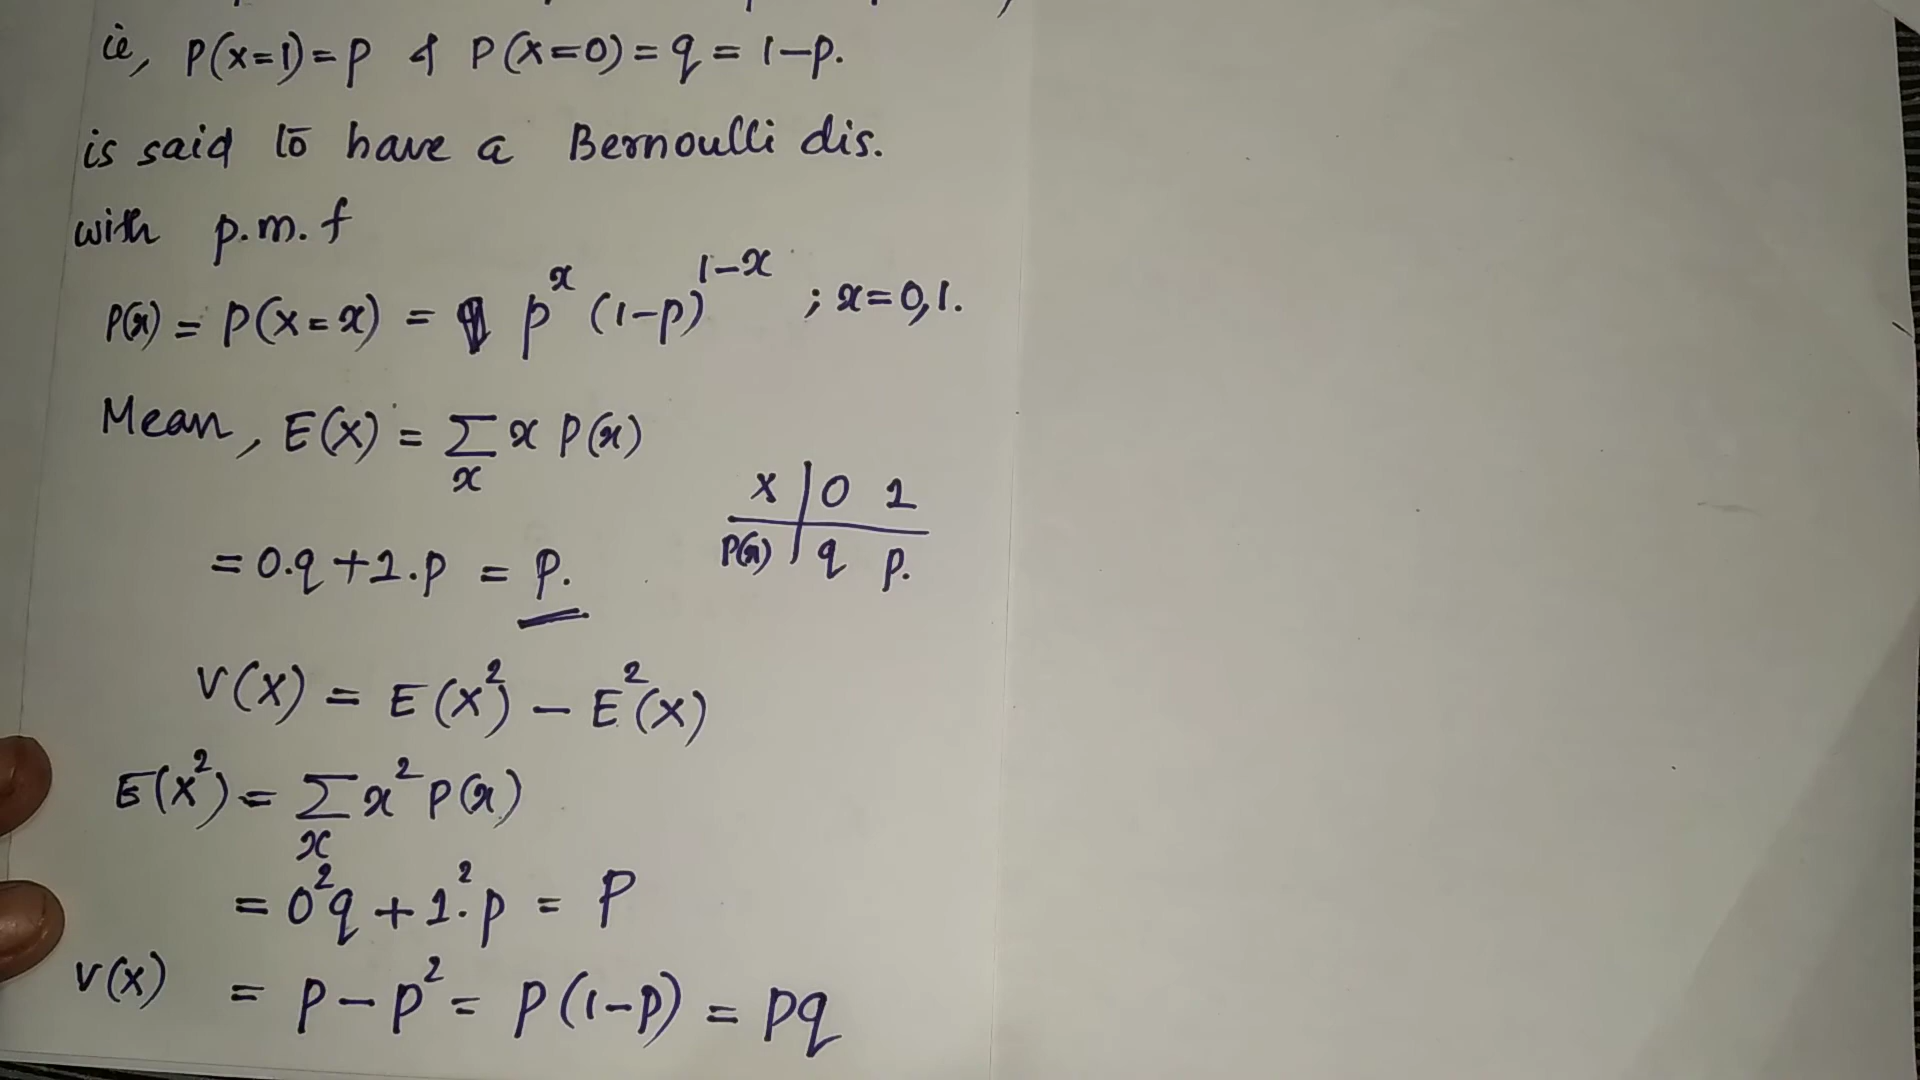 ie, P(X=1)=p & P(X=0)=q=1-p.
is said to have a Bernoulli dis.
with p.m.f
P(x) = P(X=x) = p^x (1-p)^{1-x} ; x=0,1.
Mean, E(X) = Σ_x x P(x)
X | 0 1
P(x) | q p.
= 0.q+1.p = p.
V(X) = E(X²) - E²(X)
E(X²) = Σ_x x² P(x)
= 0²q + 1².p = P
V(X) = p-p² = p(1-p) = pq